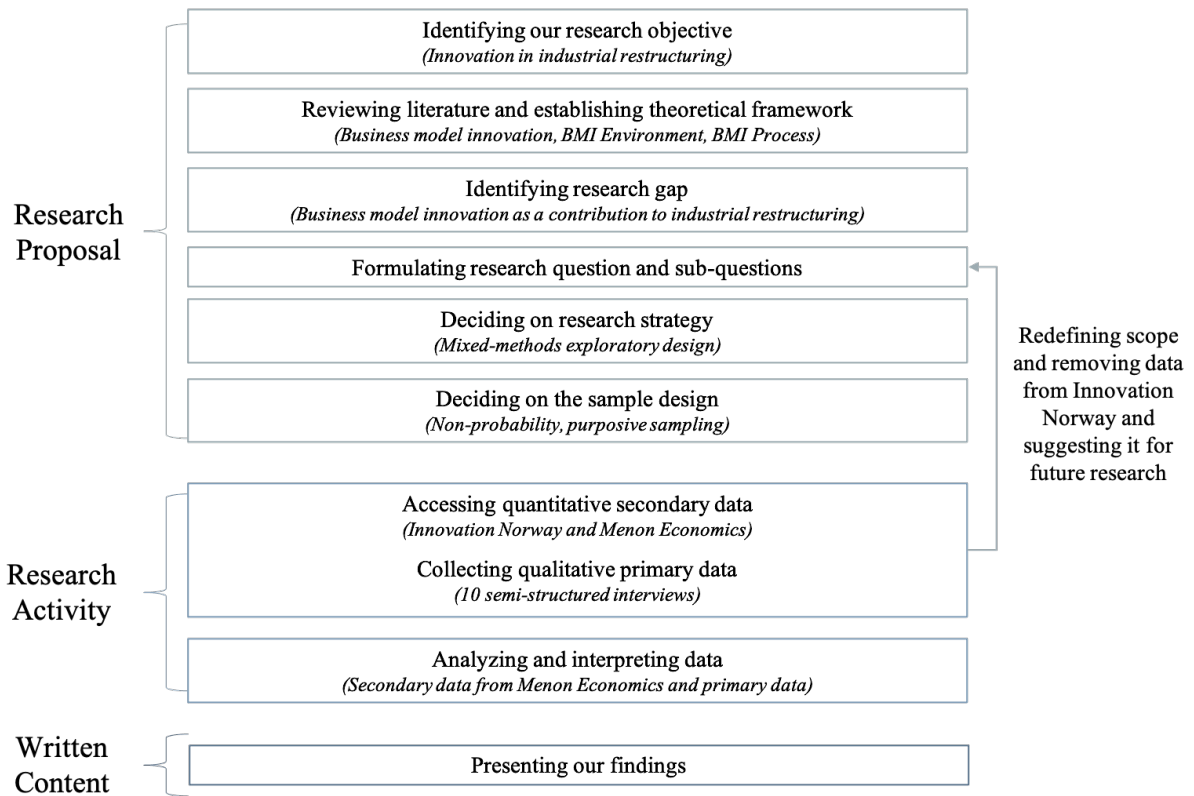 Identifying our research objective
(Innovation in industrial restructuring)
Reviewing literature and establishing theoretical framework
(Business model innovation, BMI Environment, BMI Process)
Identifying research gap
(Business model innovation as a contribution to industrial restructuring)
Research
Proposal
Formulating research question and sub-questions
Deciding on research strategy
(Mixed-methods exploratory design)
Deciding on the sample design
(Non-probability, purposive sampling)
Redefining scope
and removing data
from Innovation
Norway and
suggesting it for
future research
Research
Activity
Accessing quantitative secondary data
(Innovation Norway and Menon Economics)
Collecting qualitative primary data
(10 semi-structured interviews)
Analyzing and interpreting data
(Secondary data from Menon Economics and primary data)
Written
Content
Presenting our findings